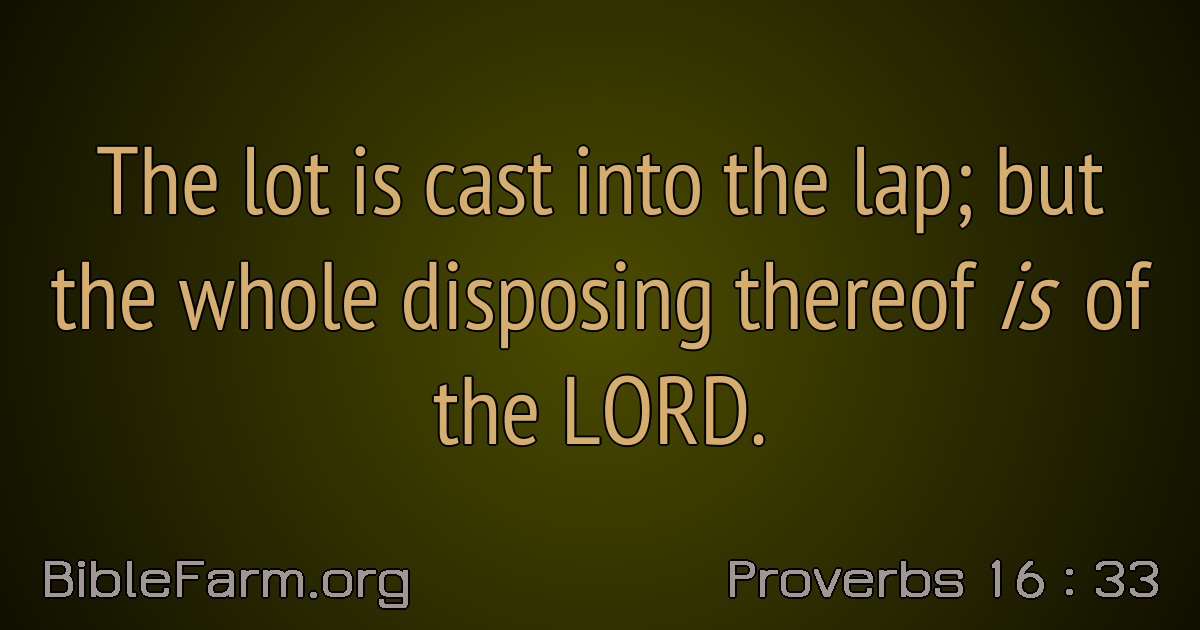 The lot is cast into the lap; but
the whole disposing thereof is of
the LORD.
BibleFarm.org
Proverbs 16 : 33